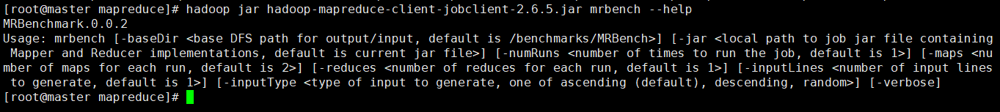 [root@master mapreduce]# hadoop jar hadoop-mapreduce-client-jobclient-2.6.5.jar mrbench --help
MRBenchmark.0.0.2
Usage: mrbench [-baseDir <base DFS path for output/input, default is /benchmarks/MRBench>] [-jar <local path to job jar file containing
 Mapper and Reducer implementations, default is current jar file>] [-numRuns <number of times to run the job, default is 1>] [-maps <nu
mber of maps for each run, default is 2>] [-reduces <number of reduces for each run, default is 1>] [-inputLines <number of input lines
 to generate, default is 1>] [-inputType <type of input to generate, one of ascending (default), descending, random>] [-verbose]
[root@master mapreduce]#